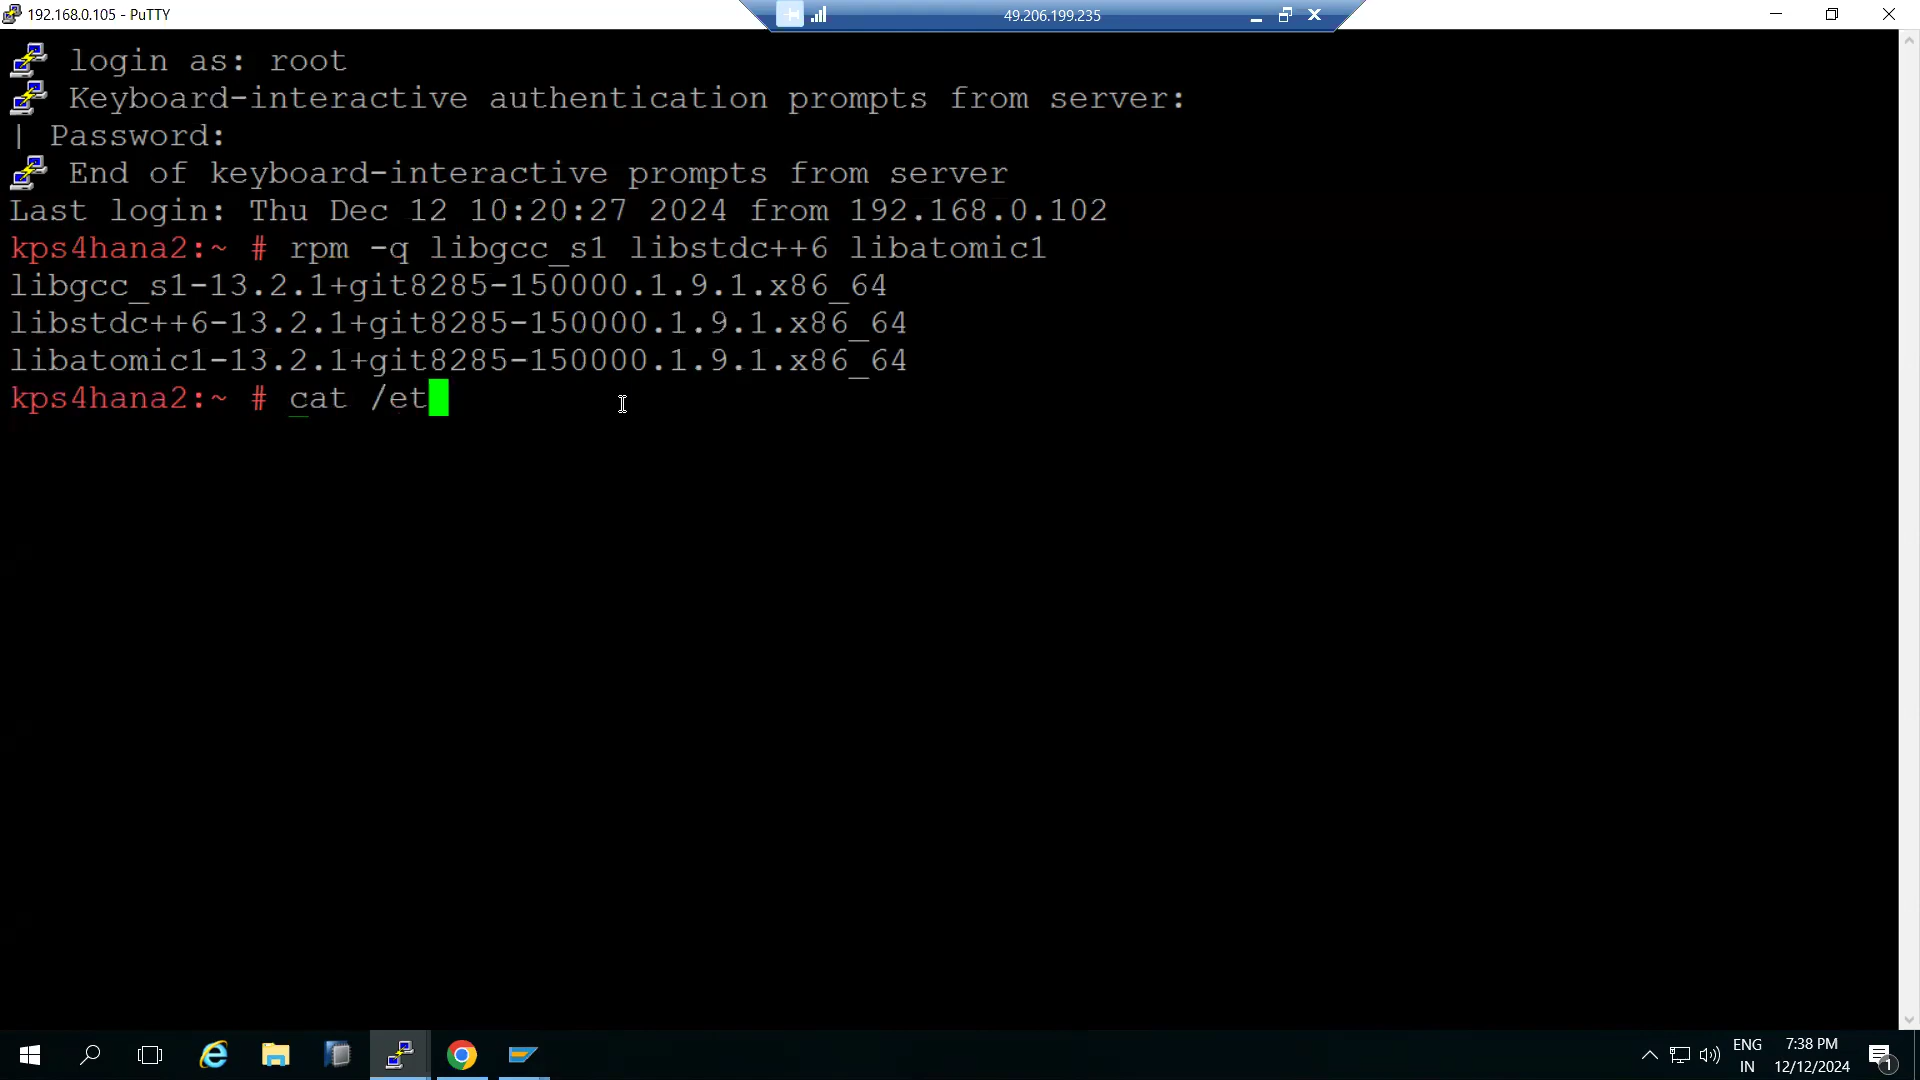 192.168.0.105 - PuTTY
49.206.199.235
login as: root
Keyboard-interactive authentication prompts from server:
| Password:
End of keyboard-interactive prompts from server
Last login: Thu Dec 12 10:20:27 2024 from 192.168.0.102
kps4hana2:~ # rpm -q libgcc_s1 libstdc++6 libatomic1
libgcc_s1-13.2.1+git8285-150000.1.9.1.x86_64
libstdc++6-13.2.1+git8285-150000.1.9.1.x86_64
libatomic1-13.2.1+git8285-150000.1.9.1.x86_64
kps4hana2:~ # cat /et
ENG
IN
7:38 PM
12/12/2024
1